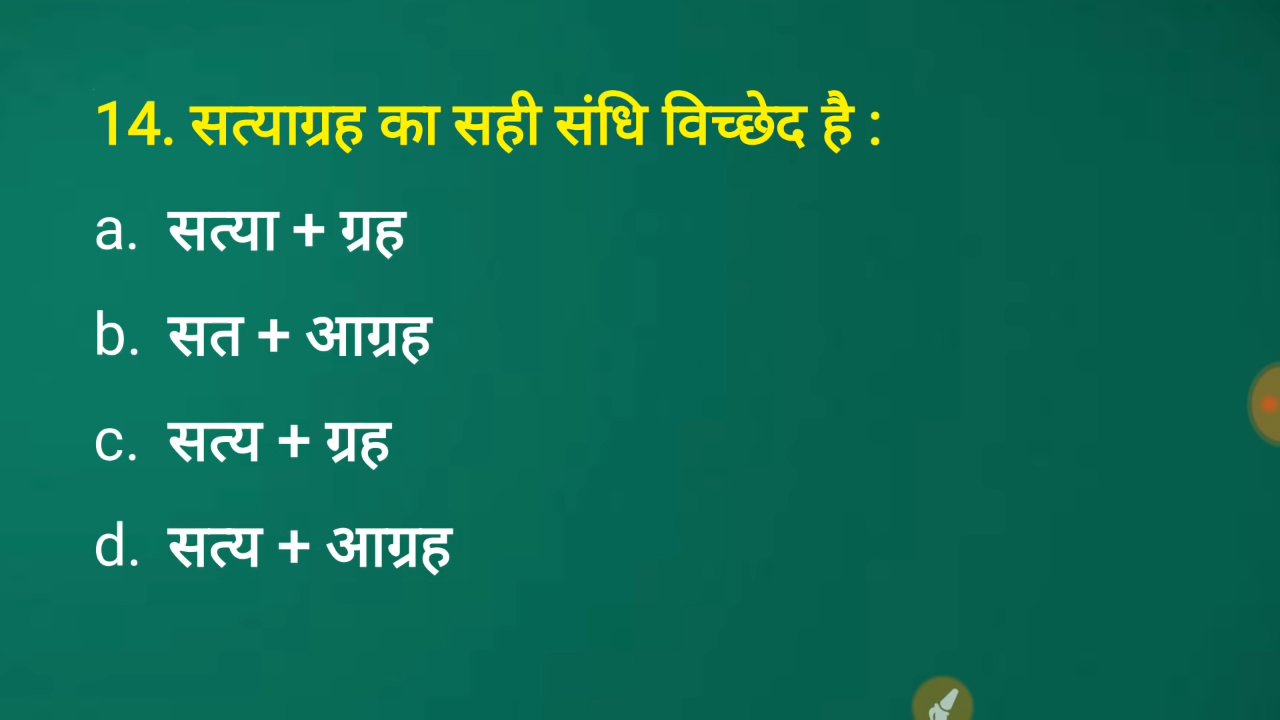 14. सत्याग्रह का सही संधि विच्छेद है :
a. सत्या + ग्रह
b. सत + आग्रह
c. सत्य + ग्रह
d. सत्य + आग्रह